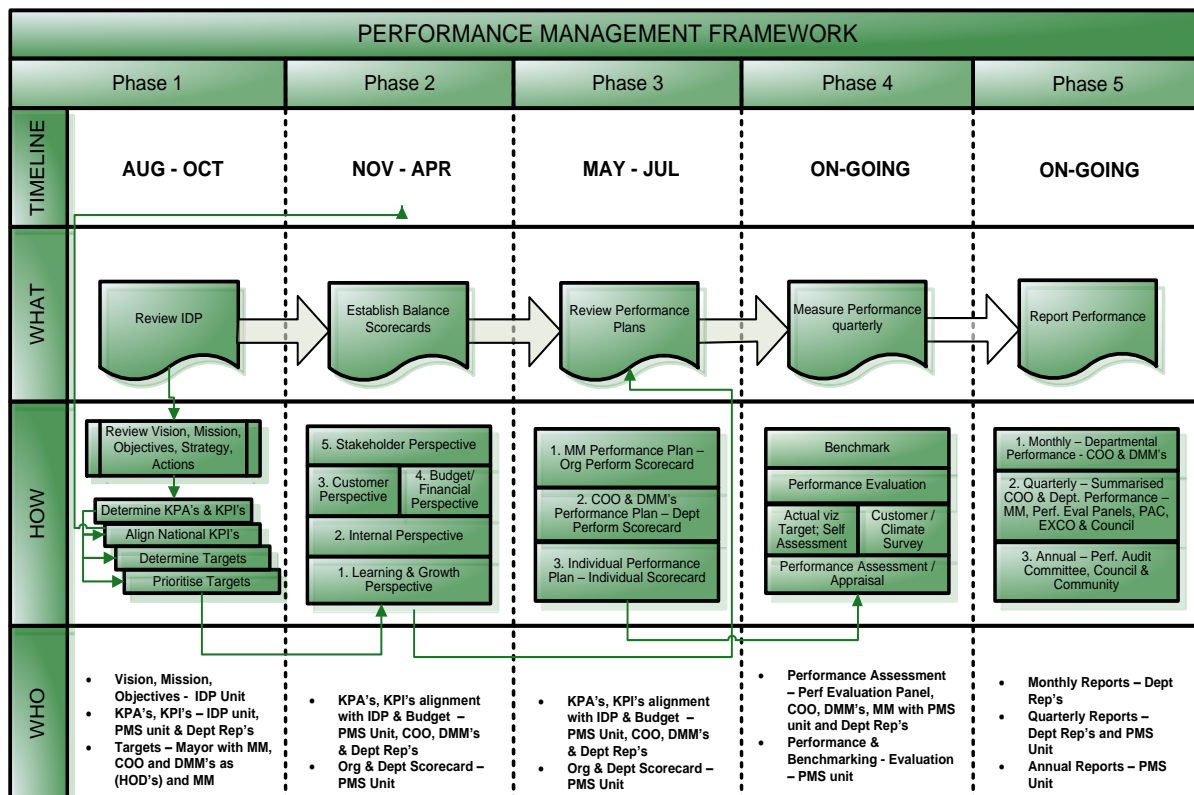 PERFORMANCE MANAGEMENT FRAMEWORK
Phase 1
Phase 2
Phase 3
Phase 4
Phase 5
TIMELINE
AUG - OCT
NOV - APR
MAY - JUL
ON-GOING
ON-GOING
WHAT
Review IDP
Establish Balance
Scorecards
Review Performance
Plans
Measure Performance
quarterly
Report Performance
HOW
Review Vision, Mission,
Objectives, Strategy,
Actions
Determine KPA's & KPI's
Align National KPI's
Determine Targets
Prioritise Targets
5. Stakeholder Perspective
3. Customer
Perspective
4. Budget/
Financial
Perspective
2. Internal Perspective
1. Learning & Growth
Perspective
1. MM Performance Plan –
Org Perform Scorecard
2. COO & DMM's
Performance Plan – Dept
Perform Scorecard
3. Individual Performance
Plan – Individual Scorecard
Benchmark
Performance Evaluation
Actual viz
Target; Self
Assessment
Customer /
Climate
Survey
Performance Assessment /
Appraisal
1. Monthly – Departmental
Performance - COO & DMM's
2. Quarterly – Summarised
COO & Dept. Performance –
MM, Perf. Eval Panels, PAC,
EXCO & Council
3. Annual – Perf. Audit
Committee, Council &
Community
WHO
• Vision, Mission,
Objectives - IDP Unit
• KPA's, KPI's – IDP unit,
PMS unit & Dept Rep's
• Targets – Mayor with MM,
COO and DMM's as
(HOD's) and MM
• KPA's, KPI's alignment
with IDP & Budget –
PMS Unit, COO, DMM's
& Dept Rep's
• Org & Dept Scorecard –
PMS Unit
• KPA's, KPI's alignment
with IDP & Budget –
PMS Unit, COO, DMM's
& Dept Rep's
• Org & Dept Scorecard –
PMS Unit
• Performance Assessment
– Perf Evaluation Panel,
COO, DMM's, MM with PMS
unit and Dept Rep's
• Performance &
Benchmarking - Evaluation
– PMS unit
• Monthly Reports – Dept
Rep's
• Quarterly Reports –
Dept Rep's and PMS
Unit
• Annual Reports – PMS
Unit